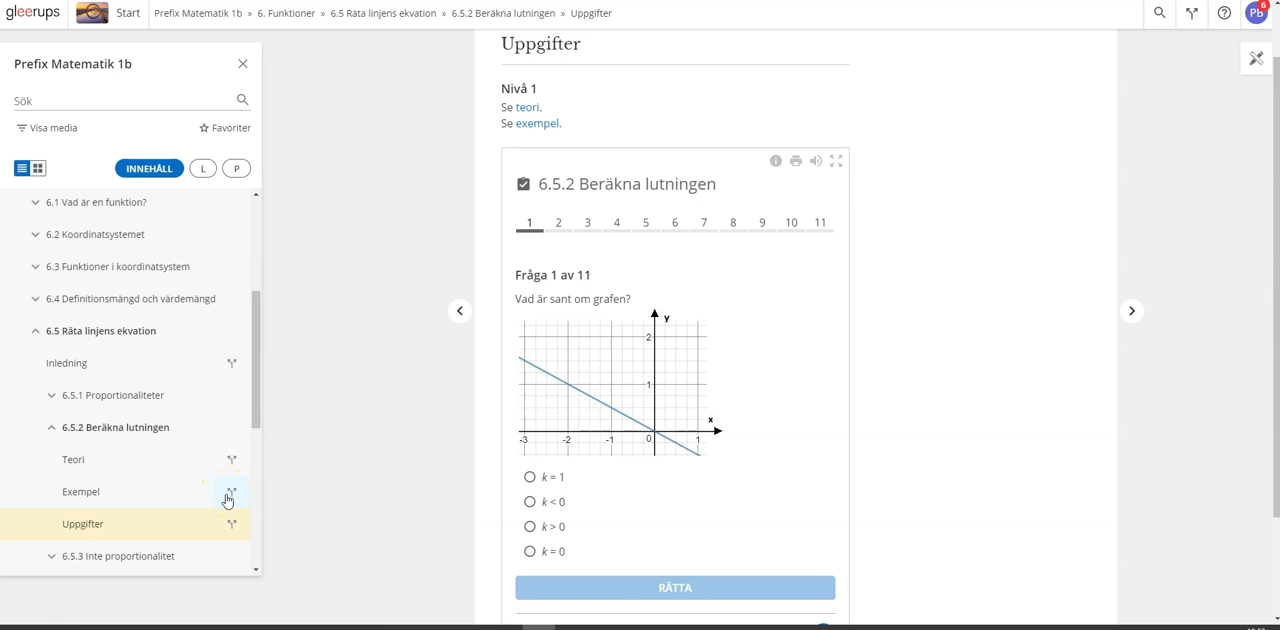 gleerups
Start
Prefix Matematik 1b » 6. Funktioner » 6.5 Räta linjens ekvation » 6.5.2 Beräkna lutningen » Uppgifter
PB
6
Prefix Matematik 1b
Sök
Visa media
Favoriter
INNEHÅLL
L
P
6.1 Vad är en funktion?
6.2 Koordinatsystemet
6.3 Funktioner i koordinatsystem
6.4 Definitionsmängd och värdemängd
6.5 Räta linjens ekvation
Inledning
6.5.1 Proportionaliteter
6.5.2 Beräkna lutningen
Teori
Exempel
Uppgifter
6.5.3 Inte proportionalitet
Uppgifter
Nivå 1
Se teori.
Se exempel.
6.5.2 Beräkna lutningen
1 2 3 4 5 6 7 8 9 10 11
Fråga 1 av 11
Vad är sant om grafen?
y
2
1
x
-3 -2 -1 0 1
k = 1
k < 0
k > 0
k = 0
RÄTTA